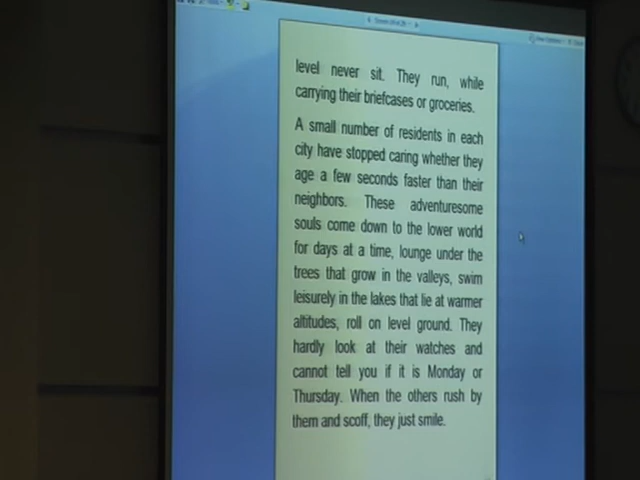 level never sit. They run, while
carrying their briefcases or groceries.
A small number of residents in each
city have stopped caring whether they
age a few seconds faster than their
neighbors. These adventuresome
souls come down to the lower world
for days at a time, lounge under the
trees that grow in the valleys, swim
leisurely in the lakes that lie at warmer
altitudes, roll on level ground. They
hardly look at their watches and
cannot tell you if it is Monday or
Thursday. When the others rush by
them and scoff, they just smile.